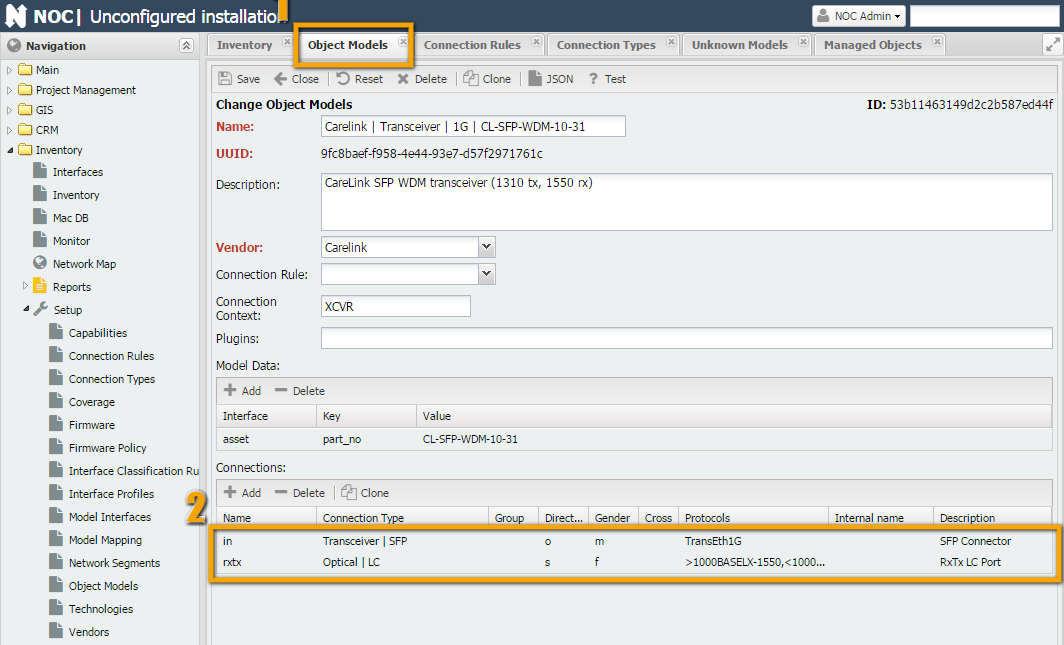 NOC| Unconfigured installation
1
NOC Admin
Navigation
Inventory
Object Models
Connection Rules
Connection Types
Unknown Models
Managed Objects
Main
Project Management
GIS
CRM
Inventory
Interfaces
Inventory
Mac DB
Monitor
Network Map
Reports
Setup
Capabilities
Connection Rules
Connection Types
Coverage
Firmware
Firmware Policy
Interface Classification Ru
Interface Profiles
Model Interfaces
Model Mapping
Network Segments
Object Models
Technologies
Vendors
Save Close Reset Delete Clone JSON ? Test
Change Object Models ID: 53b11463149d2c2b587ed44f
Name: Carelink | Transceiver | 1G | CL-SFP-WDM-10-31
UUID: 9fc8baef-f958-4e44-93e7-d57f2971761c
Description: CareLink SFP WDM transceiver (1310 tx, 1550 rx)
Vendor: Carelink
Connection Rule:
Connection
Context: XCVR
Plugins:
Model Data:
Add Delete
Interface Key Value
asset part_no CL-SFP-WDM-10-31
Connections:
Add Delete Clone
2
Name Connection Type Group Direct... Gender Cross Protocols Internal name Description
in Transceiver | SFP o m TransEth1G SFP Connector
rxtx Optical | LC s f >1000BASELX-1550,<1000... RxTx LC Port